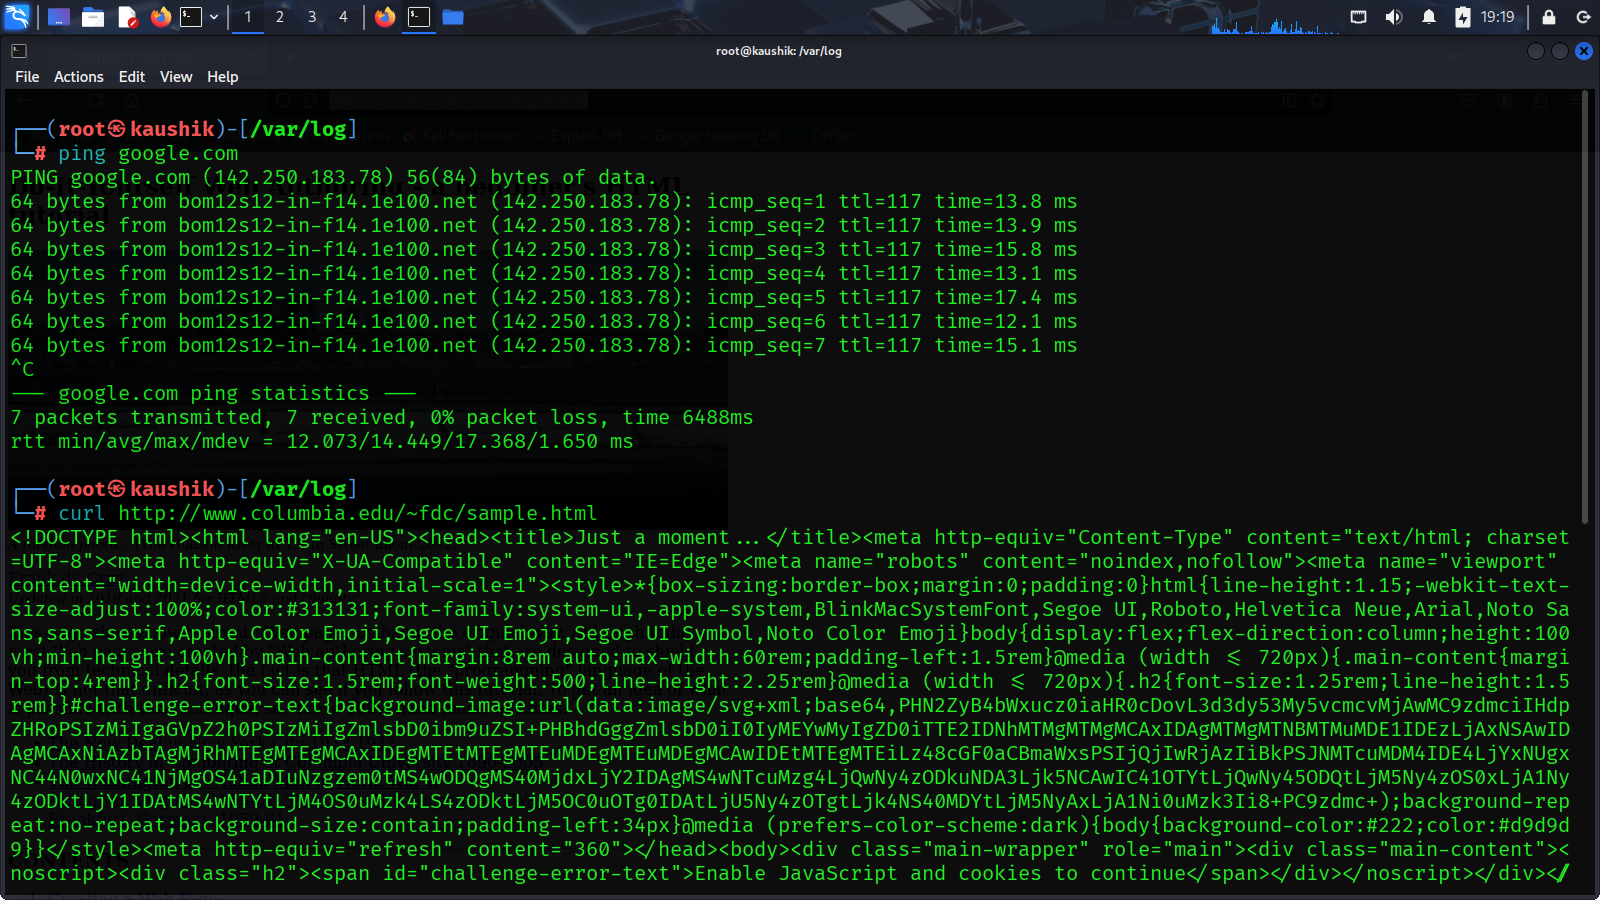 1 2 3 4 19:19
root@kaushik: /var/log
File Actions Edit View Help
┌──(root㉿kaushik)-[/var/log]
└─# ping google.com
PING google.com (142.250.183.78) 56(84) bytes of data.
64 bytes from bom12s12-in-f14.1e100.net (142.250.183.78): icmp_seq=1 ttl=117 time=13.8 ms
64 bytes from bom12s12-in-f14.1e100.net (142.250.183.78): icmp_seq=2 ttl=117 time=13.9 ms
64 bytes from bom12s12-in-f14.1e100.net (142.250.183.78): icmp_seq=3 ttl=117 time=15.8 ms
64 bytes from bom12s12-in-f14.1e100.net (142.250.183.78): icmp_seq=4 ttl=117 time=13.1 ms
64 bytes from bom12s12-in-f14.1e100.net (142.250.183.78): icmp_seq=5 ttl=117 time=17.4 ms
64 bytes from bom12s12-in-f14.1e100.net (142.250.183.78): icmp_seq=6 ttl=117 time=12.1 ms
64 bytes from bom12s12-in-f14.1e100.net (142.250.183.78): icmp_seq=7 ttl=117 time=15.1 ms
^C
--- google.com ping statistics ---
7 packets transmitted, 7 received, 0% packet loss, time 6488ms
rtt min/avg/max/mdev = 12.073/14.449/17.368/1.650 ms
┌──(root㉿kaushik)-[/var/log]
└─# curl http://www.columbia.edu/~fdc/sample.html
<!DOCTYPE html><html lang="en-US"><head><title>Just a moment...</title><meta http-equiv="Content-Type" content="text/html; charset
=UTF-8"><meta http-equiv="X-UA-Compatible" content="IE=Edge"><meta name="robots" content="noindex,nofollow"><meta name="viewport"
content="width=device-width,initial-scale=1"><style>*{box-sizing:border-box;margin:0;padding:0}html{line-height:1.15;-webkit-text-
size-adjust:100%;color:#313131;font-family:system-ui,-apple-system,BlinkMacSystemFont,Segoe UI,Roboto,Helvetica Neue,Arial,Noto Sa
ns,sans-serif,Apple Color Emoji,Segoe UI Emoji,Segoe UI Symbol,Noto Color Emoji}body{display:flex;flex-direction:column;height:100
vh;min-height:100vh}.main-content{margin:8rem auto;max-width:60rem;padding-left:1.5rem}@media (width <= 720px){.main-content{margi
n-top:4rem}}.h2{font-size:1.5rem;font-weight:500;line-height:2.25rem}@media (width <= 720px){.h2{font-size:1.25rem;line-height:1.5
rem}}#challenge-error-text{background-image:url(data:image/svg+xml;base64,PHN2ZyB4bWxucz0iaHR0cDovL3d3dy53My5vcmcvMjAwMC9zdmciIHdp
ZHRoPSIzMiIgaGVpZ2h0PSIzMiIgZmlsbD0ibm9uZSI+PHBhdGggZmlsbD0iI0IyMEYwMyIgZD0iTTE2IDNhMTMgMTMgMCAxIDAgMTMgMTNBMTMuMDE1IDEzLjAxNSAwID
AgMCAxNiAzbTAgMjRhMTEgMTEgMCAxIDEgMTEtMTEgMTEuMDEgMTEuMDEgMCAwIDEtMTEgMTEiLz48cGF0aCBmaWxsPSIjQjIwRjAzIiBkPSJNMTcuMDM4IDE4LjYxNUgx
NC44N0wxNC41NjMgOS41aDIuNzgzem0tMS4wODQgMS40MjdxLjY2IDAgMS4wNTcuMzg4LjQwNy4zODkuNDA3Ljk5NCAwIC41OTYtLjQwNy45ODQtLjM5Ny4zOS0xLjA1Ny
4zODktLjY1IDAtMS4wNTYtLjM4OS0uMzk4LS4zODktLjM5OC0uOTg0IDAtLjU5Ny4zOTgtLjk4NS40MDYtLjM5NyAxLjA1Ni0uMzk3Ii8+PC9zdmc+);background-rep
eat:no-repeat;background-size:contain;padding-left:34px}@media (prefers-color-scheme:dark){body{background-color:#222;color:#d9d9d
9}}</style><meta http-equiv="refresh" content="360"></head><body><div class="main-wrapper" role="main"><div class="main-content"><
noscript><div class="h2"><span id="challenge-error-text">Enable JavaScript and cookies to continue</span></div></noscript></div></